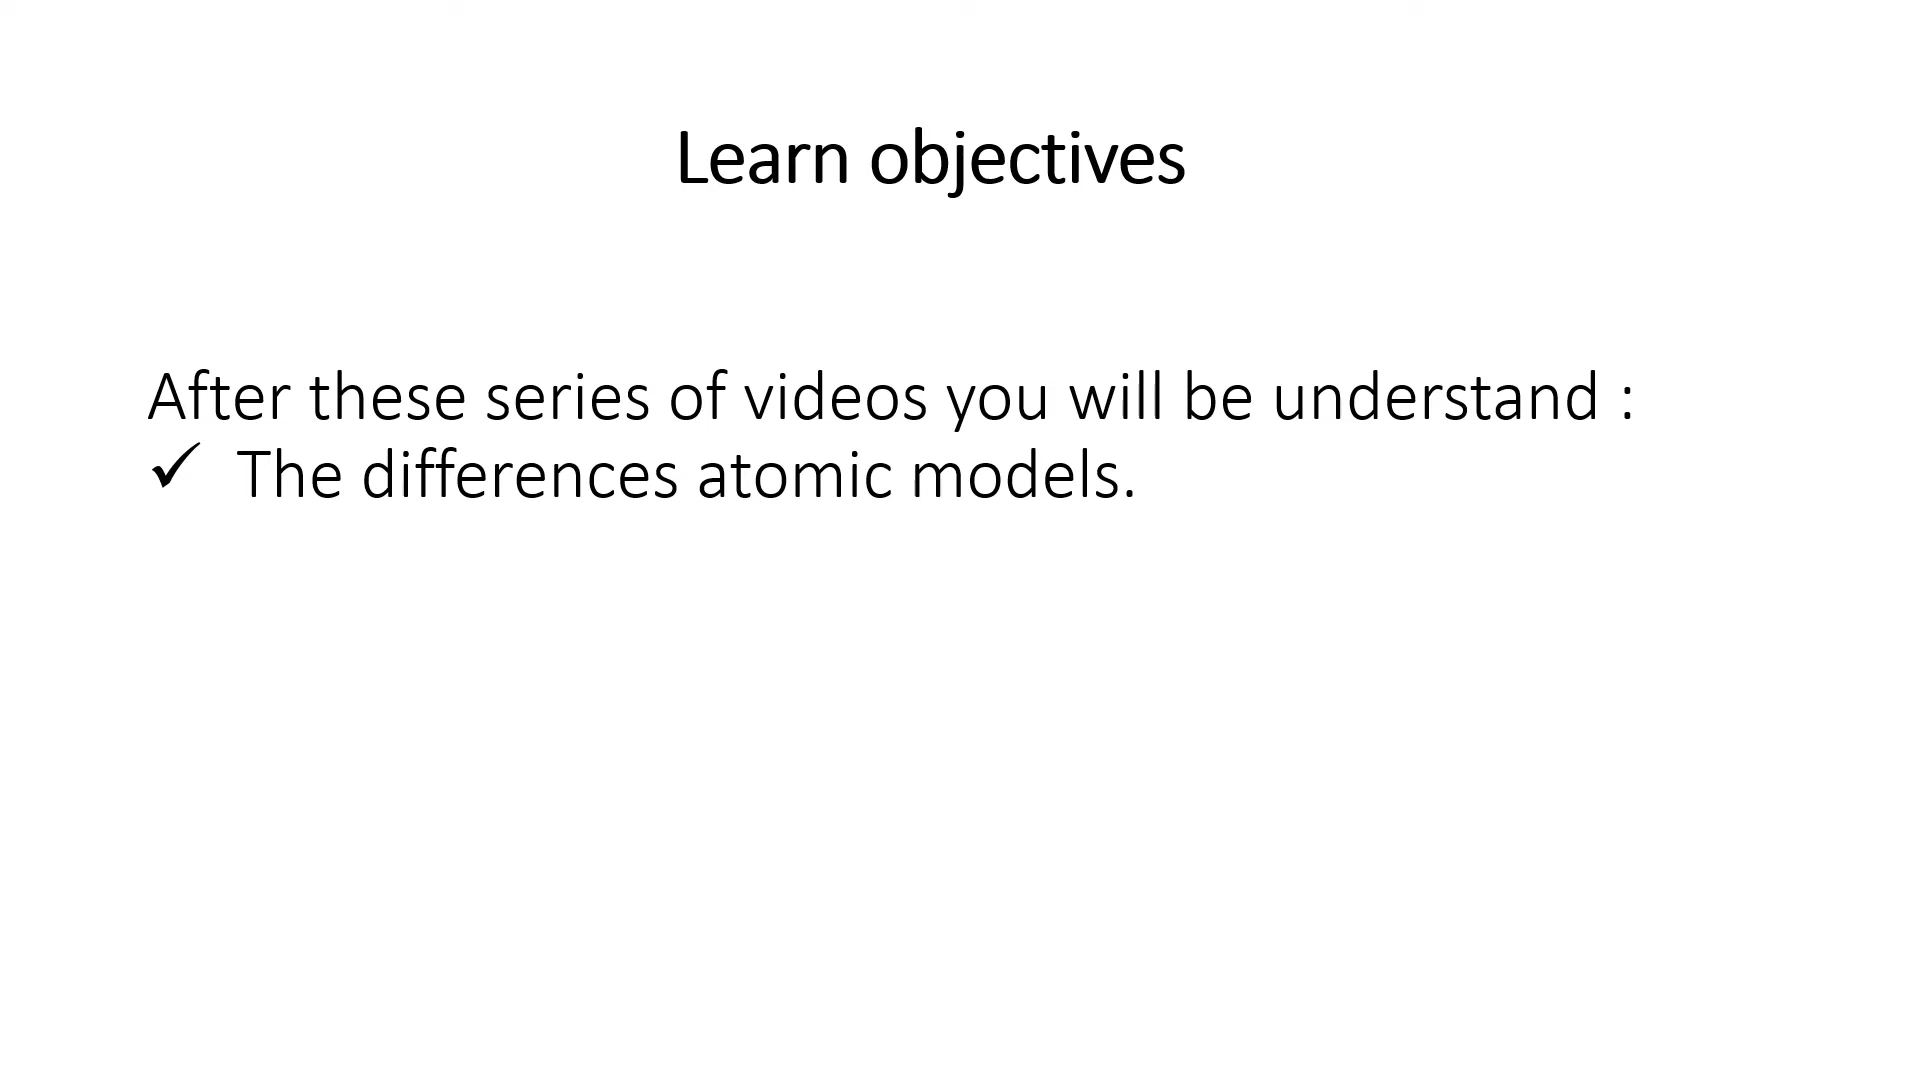 Learn objectives
After these series of videos you will be understand :
✓ The differences atomic models.